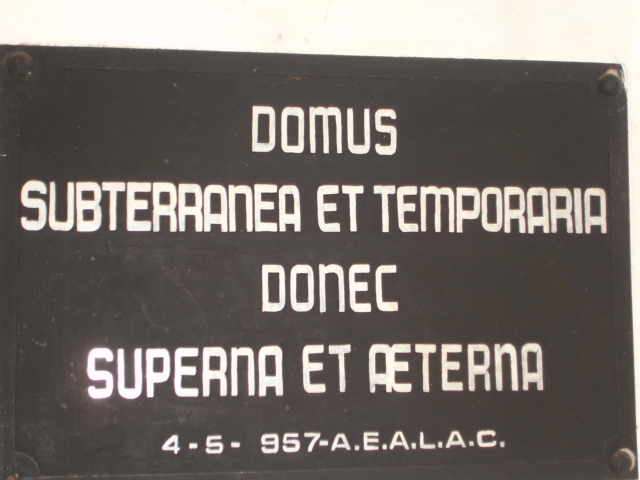 DOMUS
SUBTERRANEA ET TEMPORARIA
DONEC
SUPERNA ET ÆTERNA
4-5- 957-A.E.A.L.A.C.